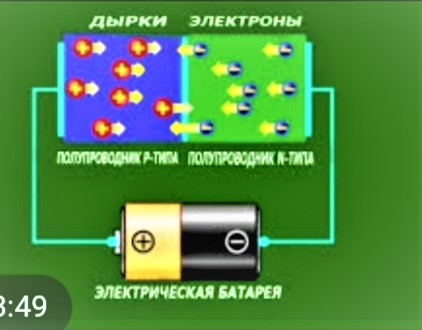 ДЫРКИ ЭЛЕКТРОНЫ
ПОЛУПРОВОДНИК P-ТИПА ПОЛУПРОВОДНИК N-ТИПА
ЭЛЕКТРИЧЕСКАЯ БАТАРЕЯ
3:49